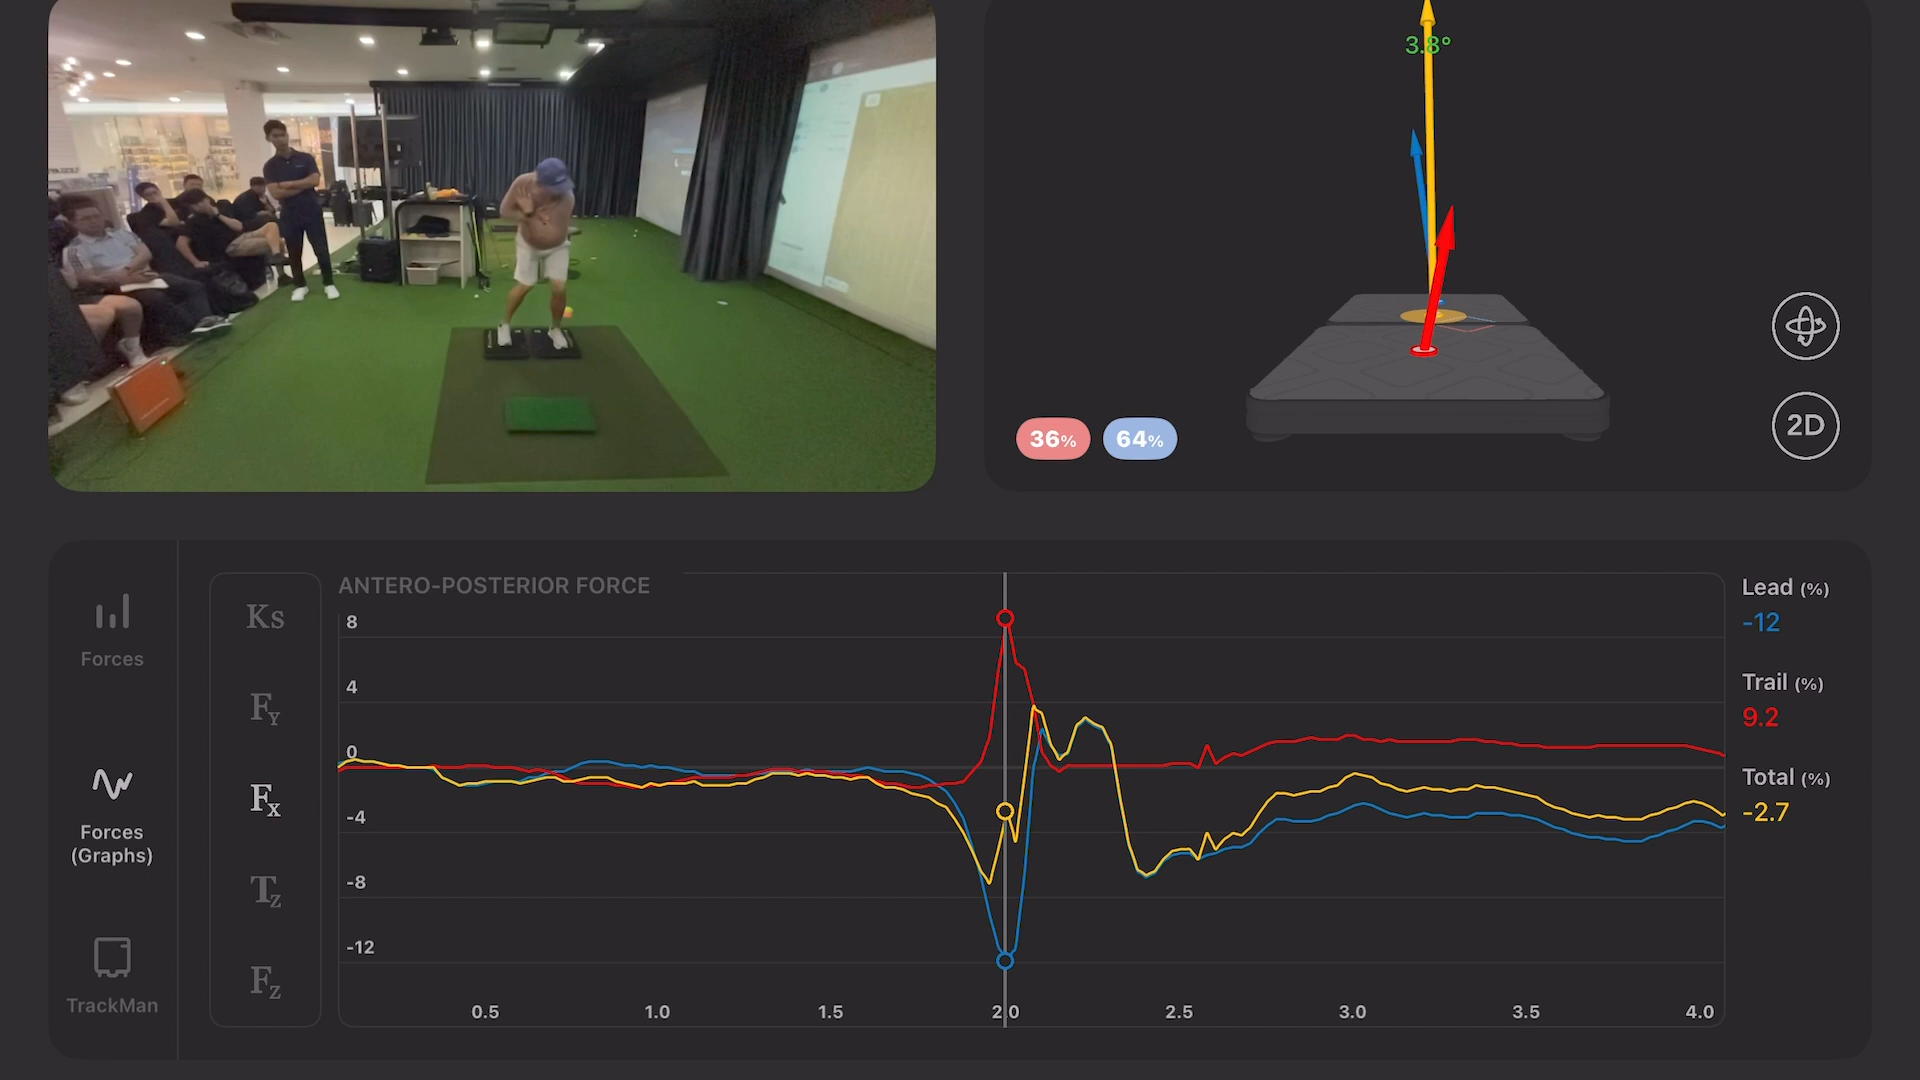 3.8°
36%
64%
2D
Forces
Forces
(Graphs)
TrackMan
Ks
FY
FX
TZ
FZ
ANTERO-POSTERIOR FORCE
8
4
0
-4
-8
-12
0.5
1.0
1.5
2.0
2.5
3.0
3.5
4.0
Lead (%)
-12
Trail (%)
9.2
Total (%)
-2.7